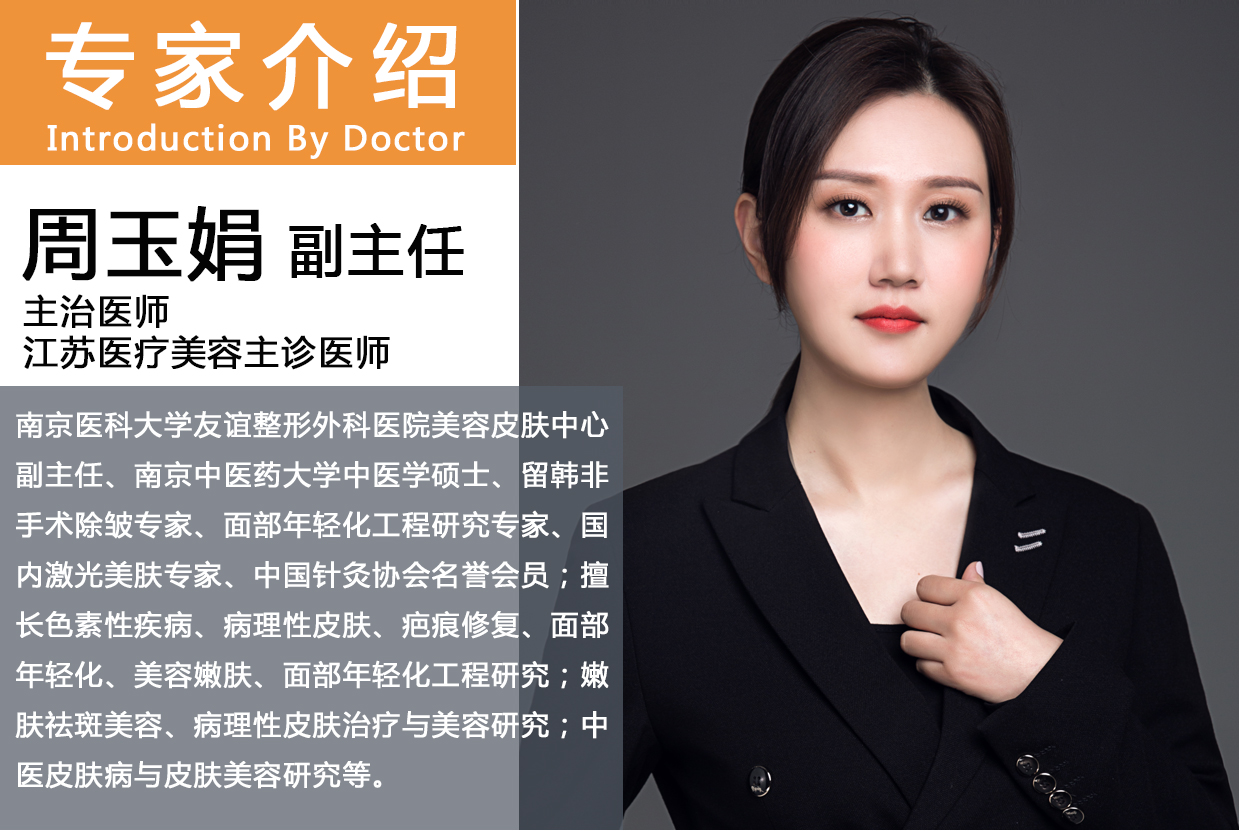 专家介绍
Introduction By Doctor
周玉娟 副主任
主治医师
江苏医疗美容主诊医师
南京医科大学友谊整形外科医院美容皮肤中心
副主任、南京中医药大学中医学硕士、留韩非
手术除皱专家、面部年轻化工程研究专家、国
内激光美肤专家、中国针灸协会名誉会员；擅
长色素性疾病、病理性皮肤、疤痕修复、面部
年轻化、美容嫩肤、面部年轻化工程研究；嫩
肤祛斑美容、病理性皮肤治疗与美容研究；中
医皮肤病与皮肤美容研究等。